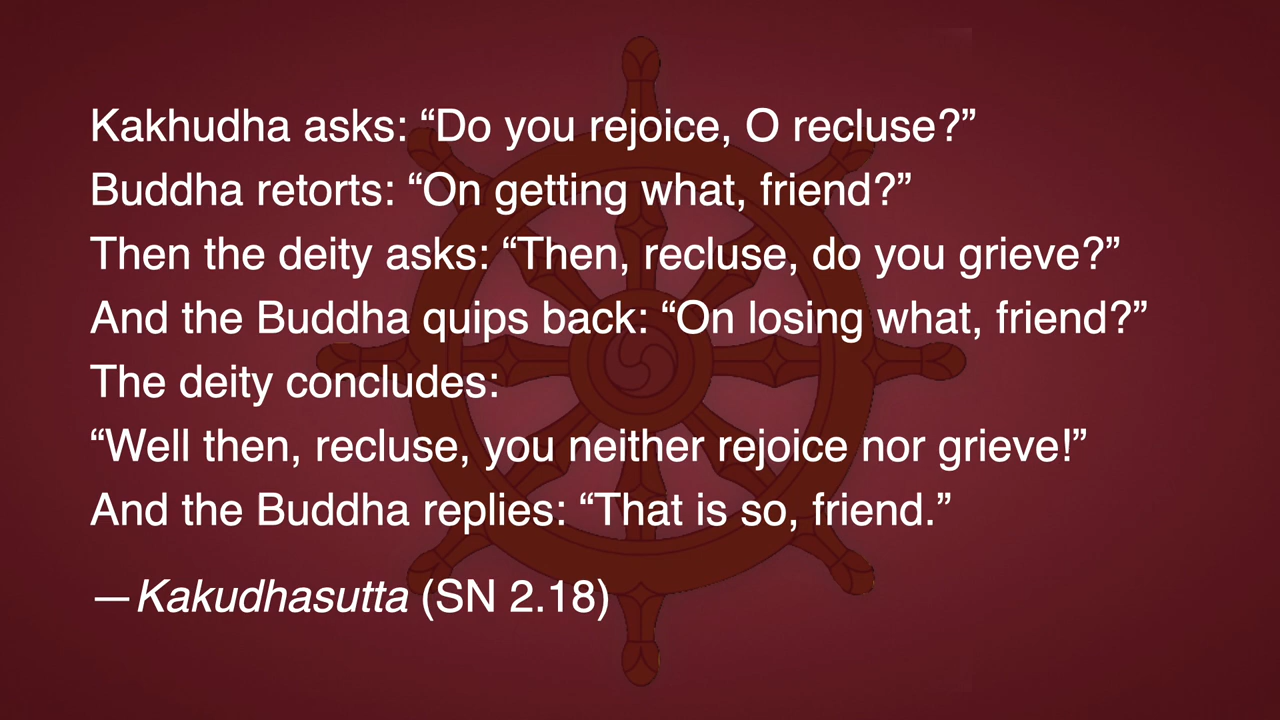 Kakhudha asks: “Do you rejoice, O recluse?”
Buddha retorts: “On getting what, friend?”
Then the deity asks: “Then, recluse, do you grieve?”
And the Buddha quips back: “On losing what, friend?”
The deity concludes:
“Well then, recluse, you neither rejoice nor grieve!”
And the Buddha replies: “That is so, friend.”
—Kakudhasutta (SN 2.18)